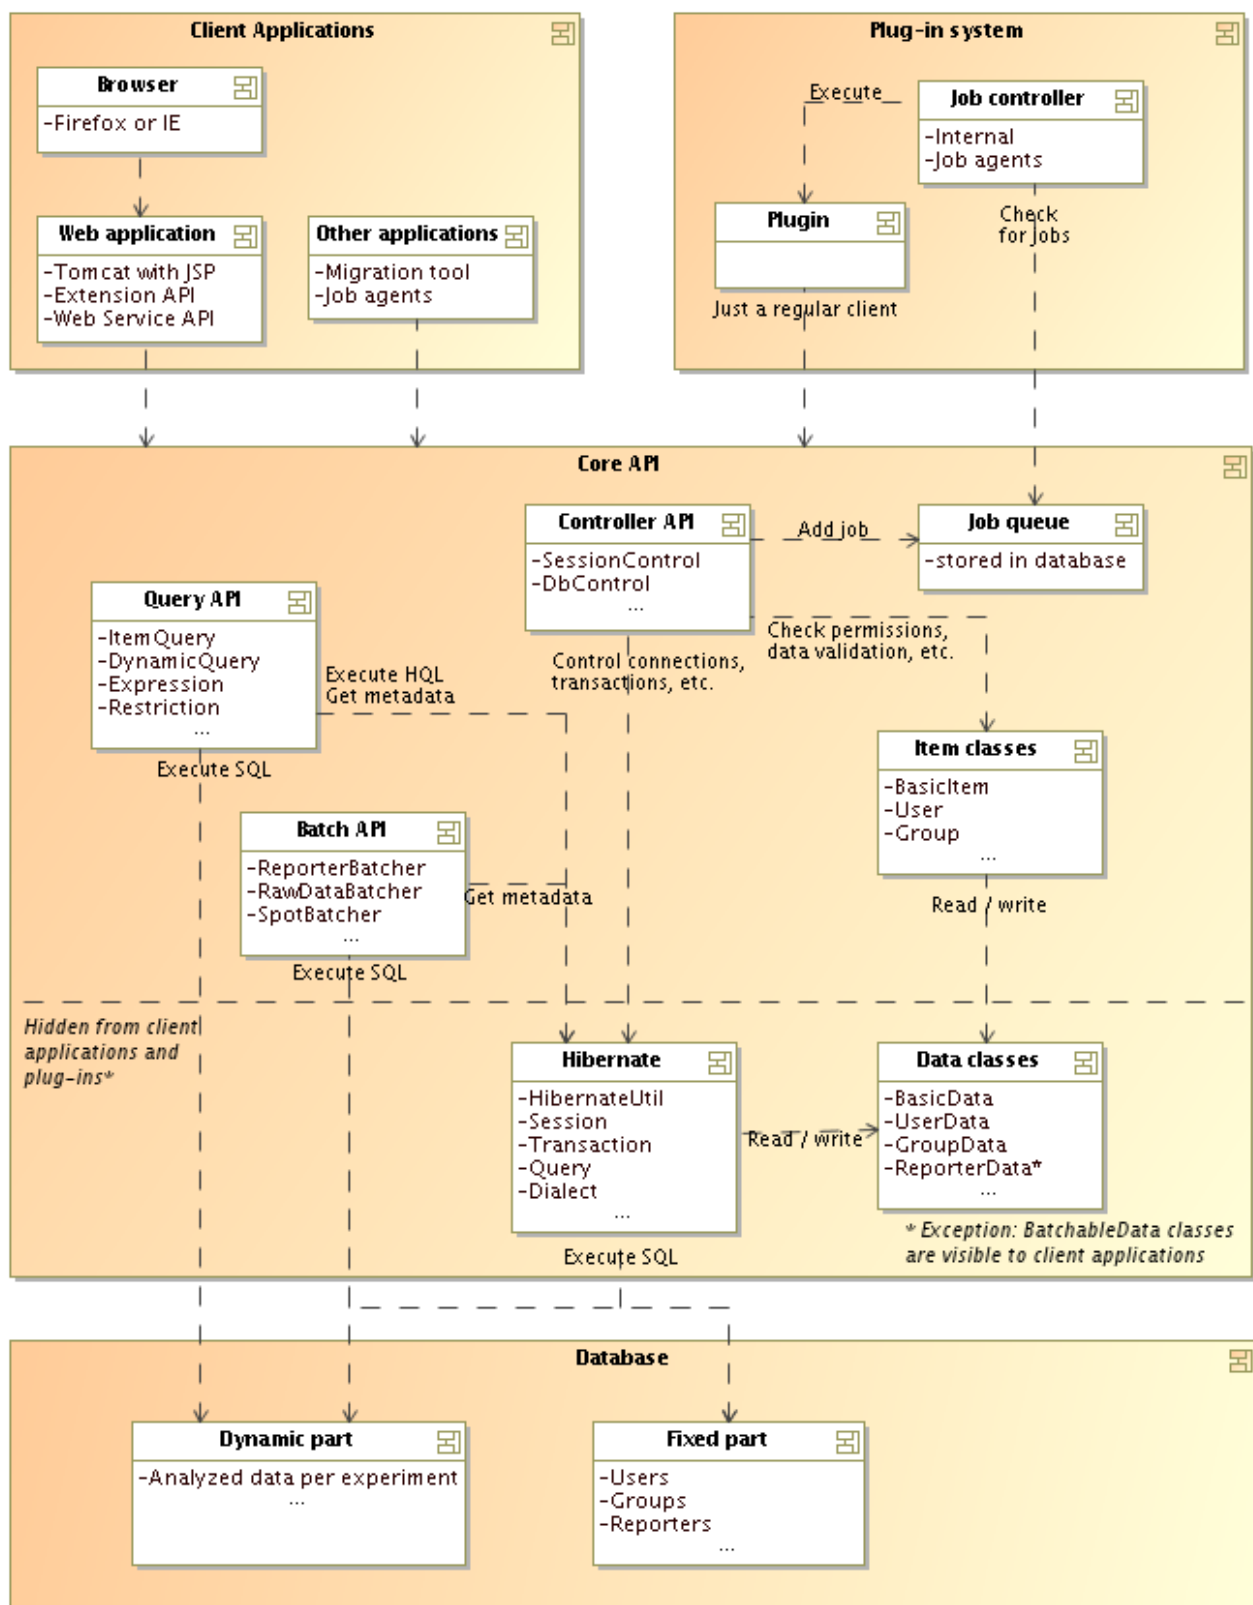 Client Applications
Browser
-Firefox or IE
Web application
-Tomcat with JSP
-Extension API
-Web Service API
Other applications
-Migration tool
-Job agents
Plug-in system
Execute
Job controller
-Internal
-Job agents
Plugin
Just a regular client
Check
for jobs
Core API
Controller API
-SessionControl
-DbControl
...
Add job
Job queue
-stored in database
Query API
-ItemQuery
-DynamicQuery
-Expression
-Restriction
...
Execute HQL
Get metadata
Control connections,
transactions, etc.
Check permissions,
data validation, etc.
Execute SQL
Item classes
-BasicItem
-User
-Group
...
Batch API
-ReporterBatcher
-RawDataBatcher
-SpotBatcher
...
Get metadata
Read / write
Execute SQL
Hidden from client
applications and
plug-ins*
Hibernate
-HibernateUtil
-Session
-Transaction
-Query
-Dialect
...
Read / write
Data classes
-BasicData
-UserData
-GroupData
-ReporterData*
...
* Exception: BatchableData classes
are visible to client applications
Execute SQL
Database
Dynamic part
-Analyzed data per experiment
...
Fixed part
-Users
-Groups
-Reporters
...